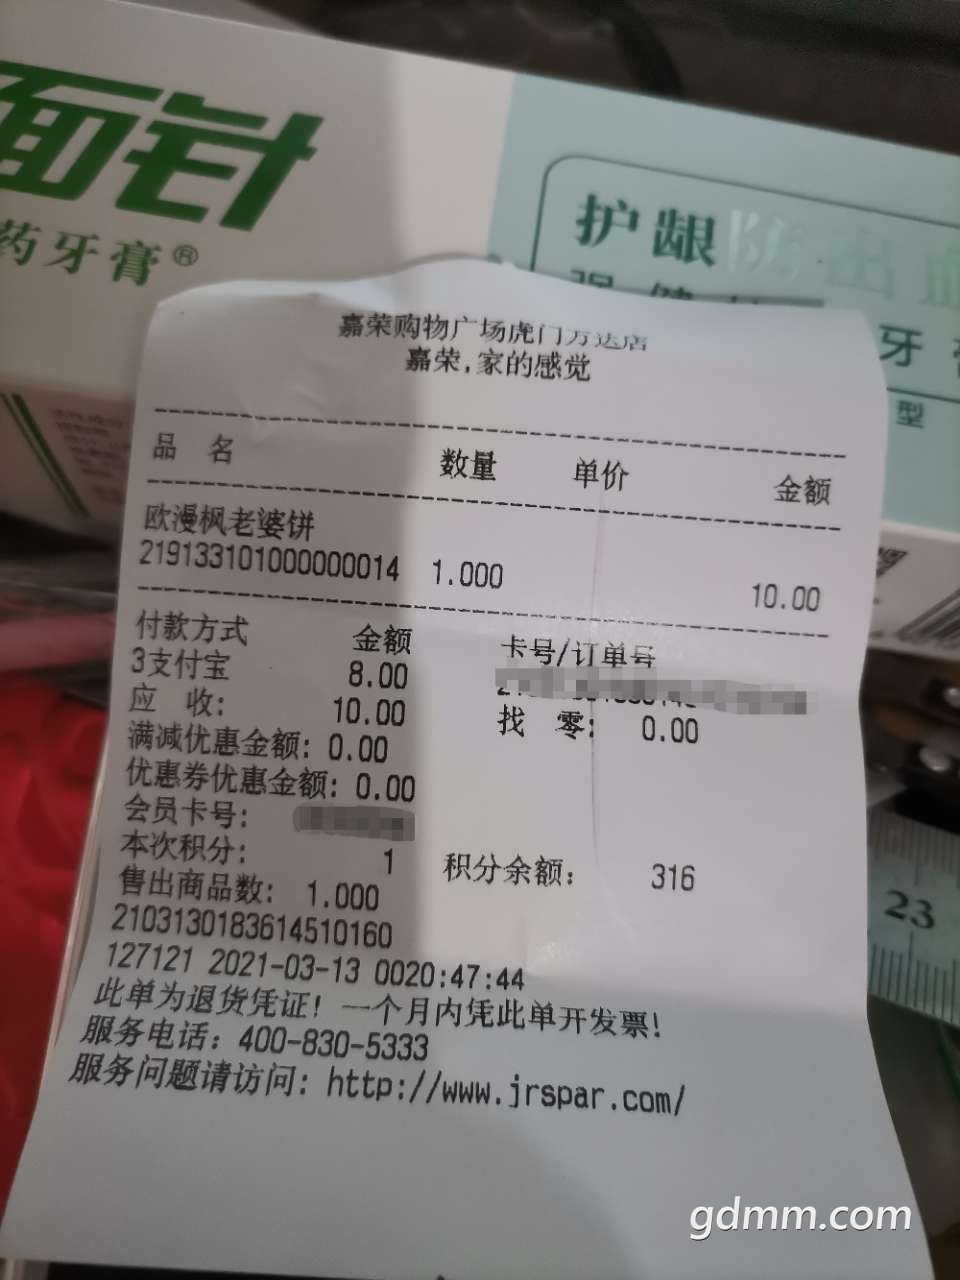 面针
药牙膏®
护龈防出血
牙
型
嘉荣购物广场虎门万达店
嘉荣,家的感觉
品 名 数量 单价 金额
欧漫枫老婆饼
219133101000000014 1.000 10.00
付款方式 金额 卡号/订单号
3支付宝 8.00
应 收: 10.00 找 零: 0.00
满减优惠金额: 0.00
优惠券优惠金额: 0.00
会员卡号:
本次积分: 1 积分余额: 316
售出商品数: 1.000
2103130183614510160
127121 2021-03-13 0020:47:44
此单为退货凭证! 一个月内凭此单开发票!
服务电话: 400-830-5333
服务问题请访问: http://www.jrspar.com/
23
gdmm.com